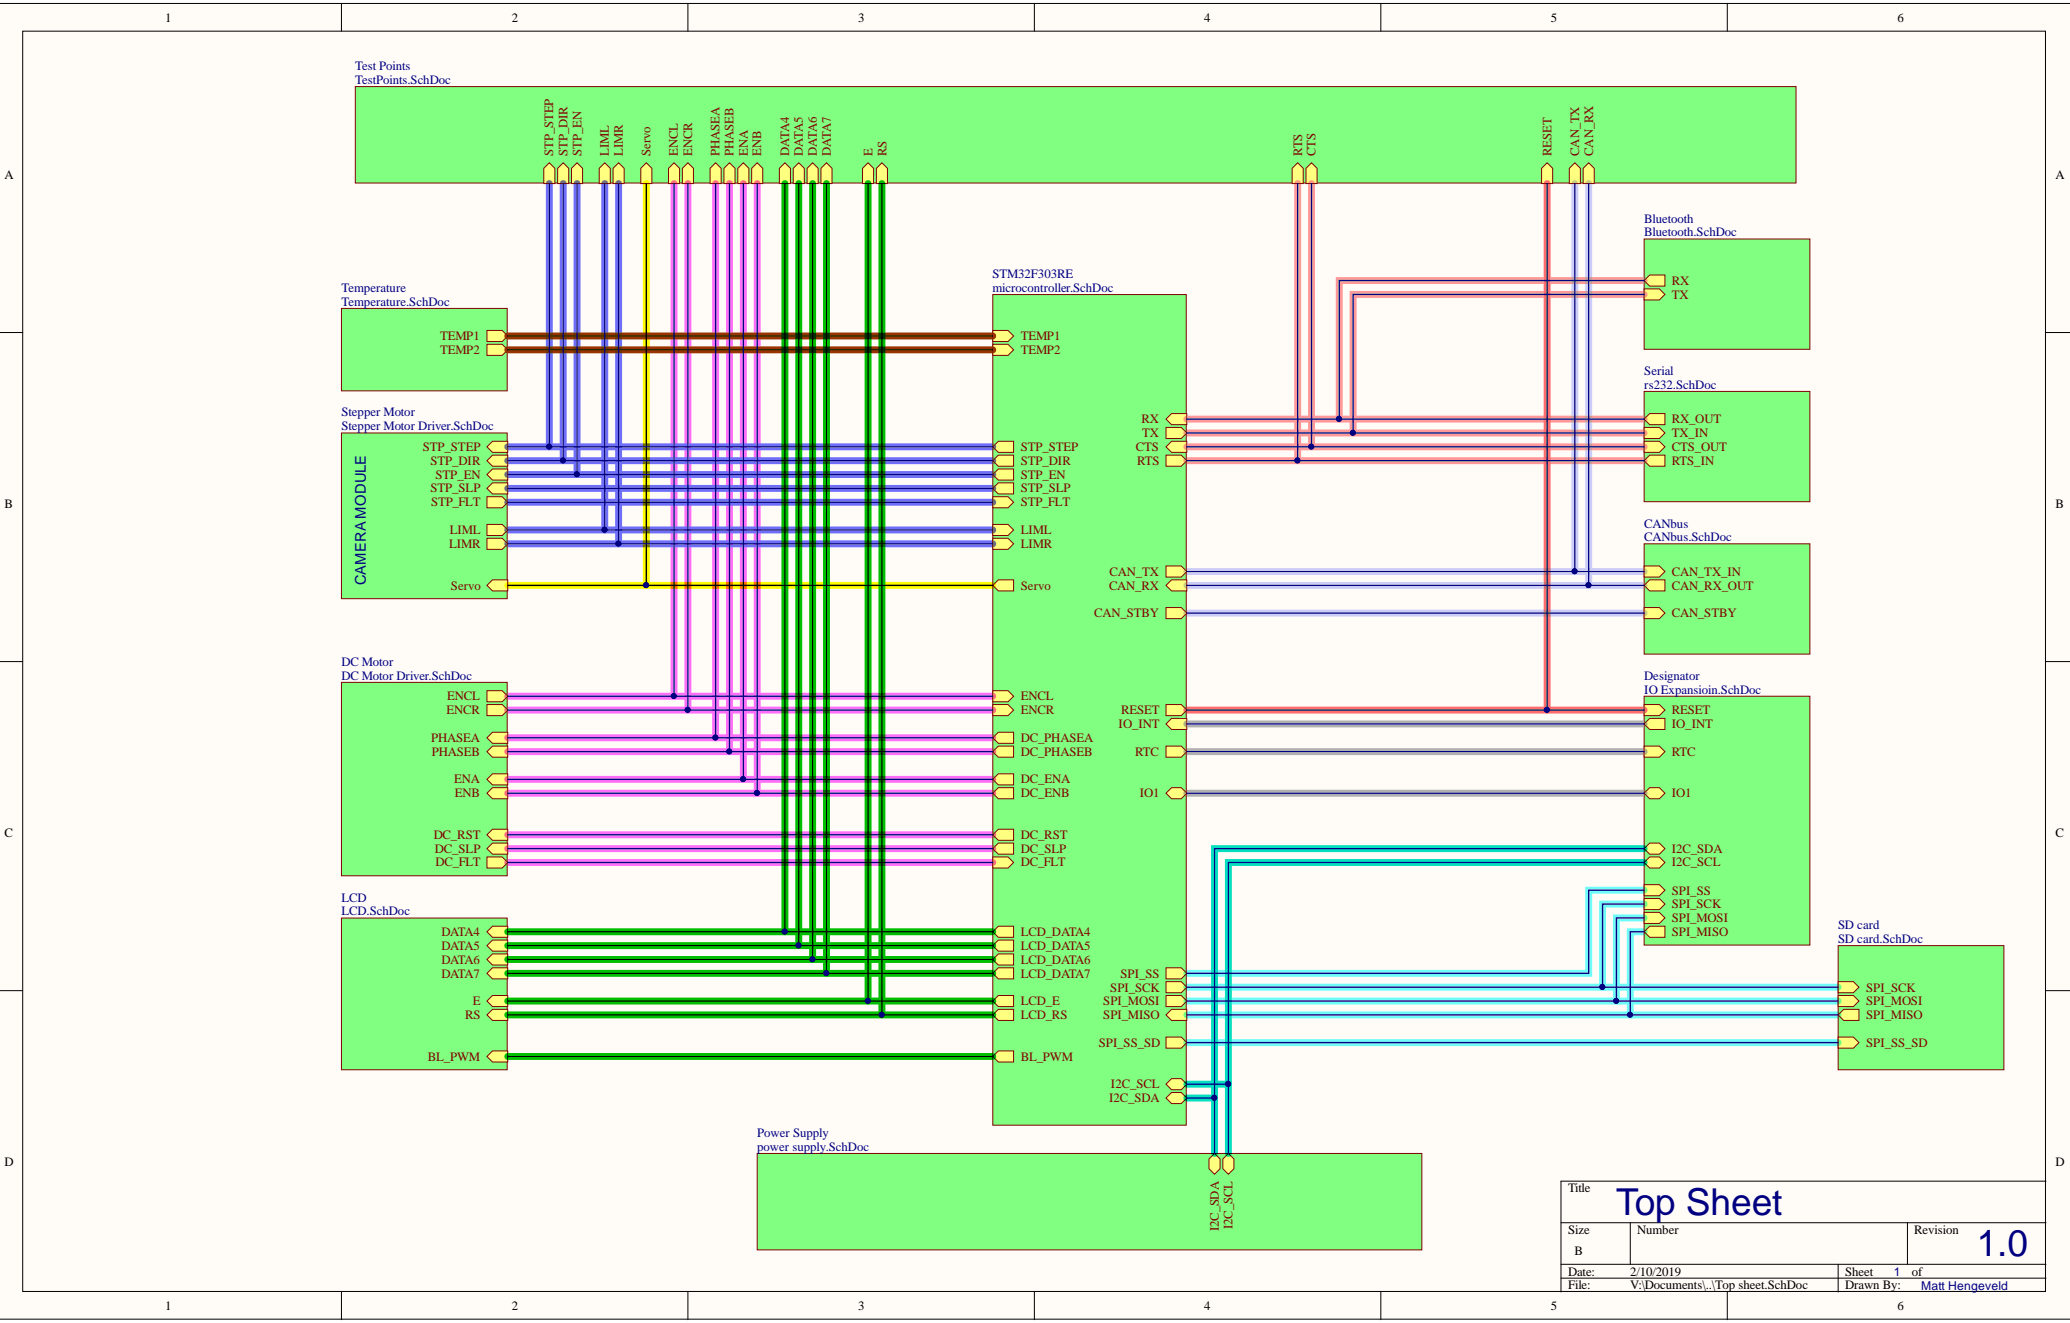 1 2 3 4 5 6
Test Points
TestPoints.SchDoc
STP_STEP
STP_DIR
STP_EN
LIML
LIMR
Servo
ENCL
ENCR
PHASEA
PHASEB
ENA
ENB
DATA4
DATA5
DATA6
DATA7
E
RS
RTS
CTS
RESET
CAN_TX
CAN_RX
A A
Bluetooth
Bluetooth.SchDoc
RX
TX
Temperature
Temperature.SchDoc
TEMP1
TEMP2
STM32F303RE
microcontroller.SchDoc
TEMP1
TEMP2
RX
TX
CTS
RTS
STP_STEP
STP_DIR
STP_EN
STP_SLP
STP_FLT
LIML
LIMR
Servo
CAN_TX
CAN_RX
CAN_STBY
ENCL
ENCR
RESET
IO_INT
DC_PHASEA
DC_PHASEB
RTC
DC_ENA
DC_ENB
IO1
DC_RST
DC_SLP
DC_FLT
LCD_DATA4
LCD_DATA5
LCD_DATA6
LCD_DATA7
SPI_SS
SPI_SCK
LCD_E
SPI_MOSI
LCD_RS
SPI_MISO
SPI_SS_SD
BL_PWM
I2C_SCL
I2C_SDA
Serial
rs232.SchDoc
RX_OUT
TX_IN
CTS_OUT
RTS_IN
Stepper Motor
Stepper Motor Driver.SchDoc
CAMERA MODULE
STP_STEP
STP_DIR
STP_EN
STP_SLP
STP_FLT
LIML
LIMR
Servo
B B
CANbus
CANbus.SchDoc
CAN_TX_IN
CAN_RX_OUT
CAN_STBY
DC Motor
DC Motor Driver.SchDoc
ENCL
ENCR
PHASEA
PHASEB
ENA
ENB
DC_RST
DC_SLP
DC_FLT
Designator
IO Expansioin.SchDoc
RESET
IO_INT
RTC
IO1
I2C_SDA
I2C_SCL
SPI_SS
SPI_SCK
SPI_MOSI
SPI_MISO
C C
LCD
LCD.SchDoc
DATA4
DATA5
DATA6
DATA7
E
RS
BL_PWM
SD card
SD card.SchDoc
SPI_SCK
SPI_MOSI
SPI_MISO
SPI_SS_SD
Power Supply
power supply.SchDoc
I2C_SDA
I2C_SCL
D D
Title Top Sheet
Size Number Revision 1.0
B
Date: 2/10/2019 Sheet 1 of
File: V:\Documents\..\Top sheet.SchDoc Drawn By: Matt Hengeveld
1 2 3 4 5 6